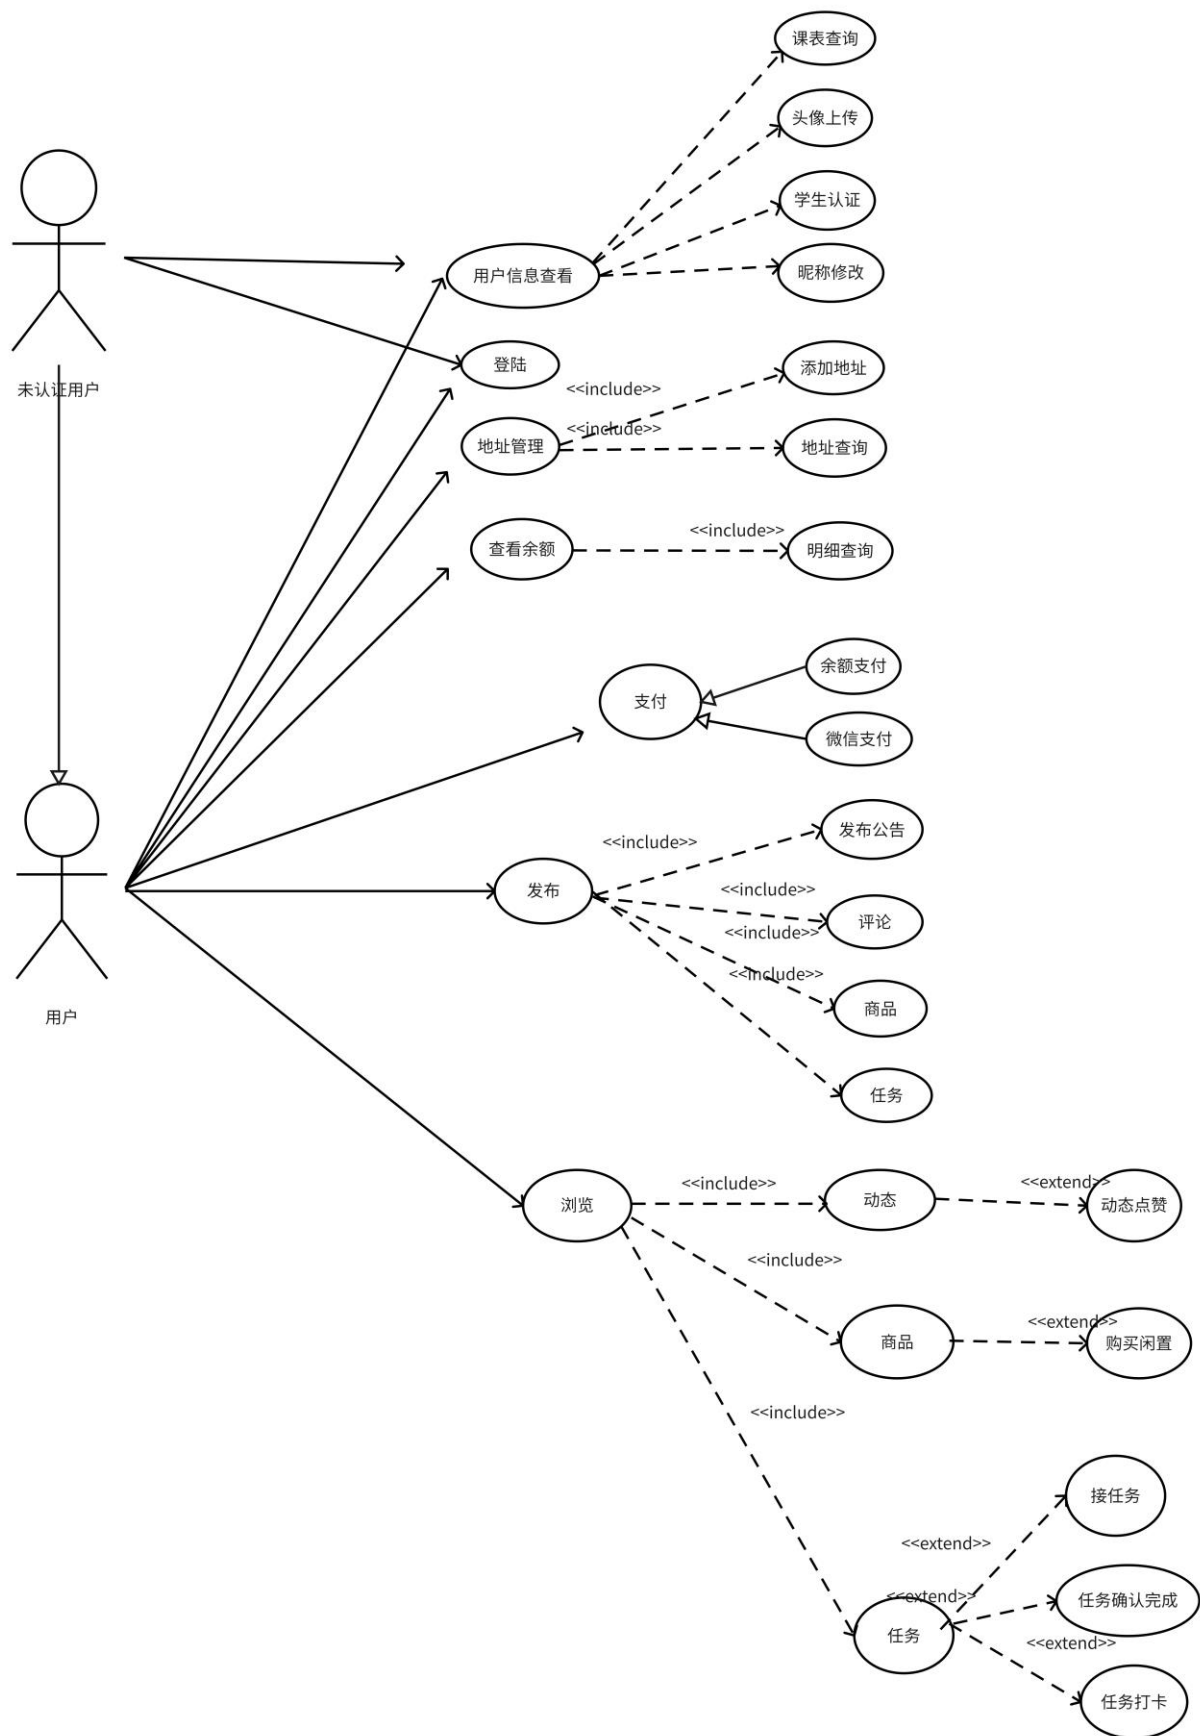 课表查询
头像上传
学生认证
昵称修改
用户信息查看
未认证用户
登陆
<<include>>
添加地址
<<include>>
地址管理
地址查询
查看余额
<<include>>
明细查询
支付
余额支付
微信支付
发布公告
<<include>>
发布
<<include>>
评论
<<include>>
<<include>>
商品
用户
任务
浏览
<<include>>
动态
<<extend>>
动态点赞
<<include>>
商品
<<extend>>
购买闲置
<<include>>
接任务
<<extend>>
<<extend>>
任务确认完成
任务
<<extend>>
任务打卡